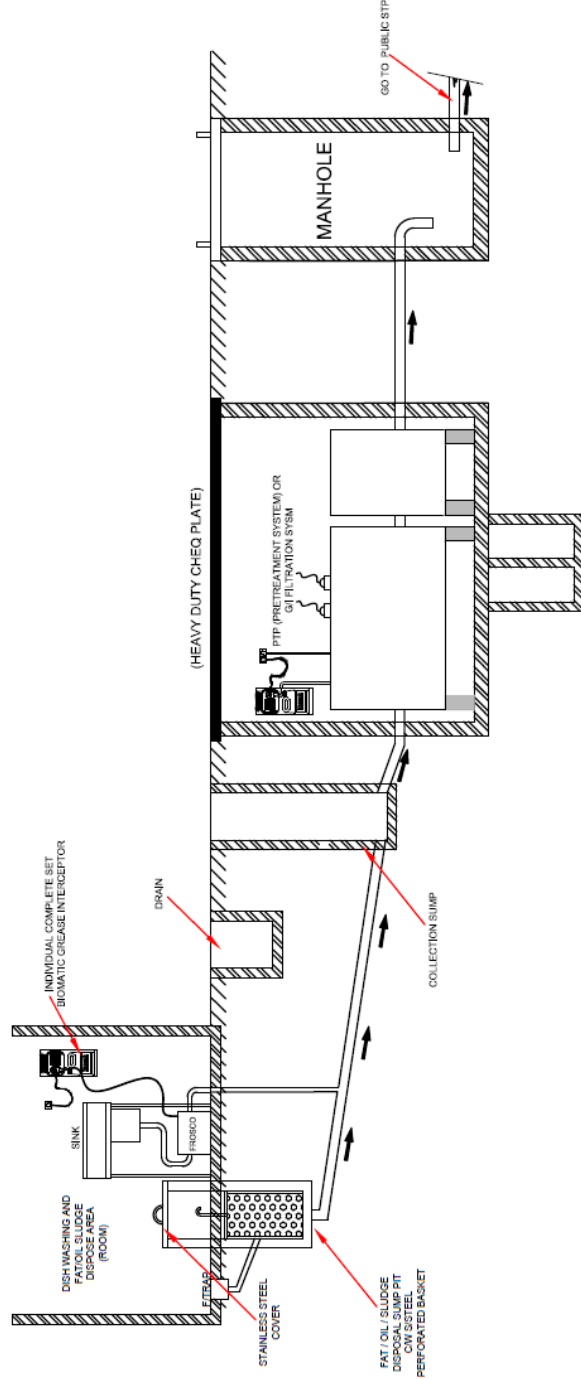 DISH WASHING AND
FAT/OIL SLUDGE
DISPOSE AREA
(ROOM)
SINK
FROSCO
INDIVIDUAL COMPLETE SET
BIOMATIC GREASE INTERCEPTOR
F/TRAP
STAINLESS STEEL
COVER
FAT / OIL / SLUDGE
DISPOSAL SUMP PIT
C/W S/STEEL
PERFORATED BASKET
DRAIN
COLLECTION SUMP
(HEAVY DUTY CHEQ PLATE)
PTP (PRETREATMENT SYSTEM) OR
G/I FILTRATION SYSM
MANHOLE
GO TO PUBLIC STP